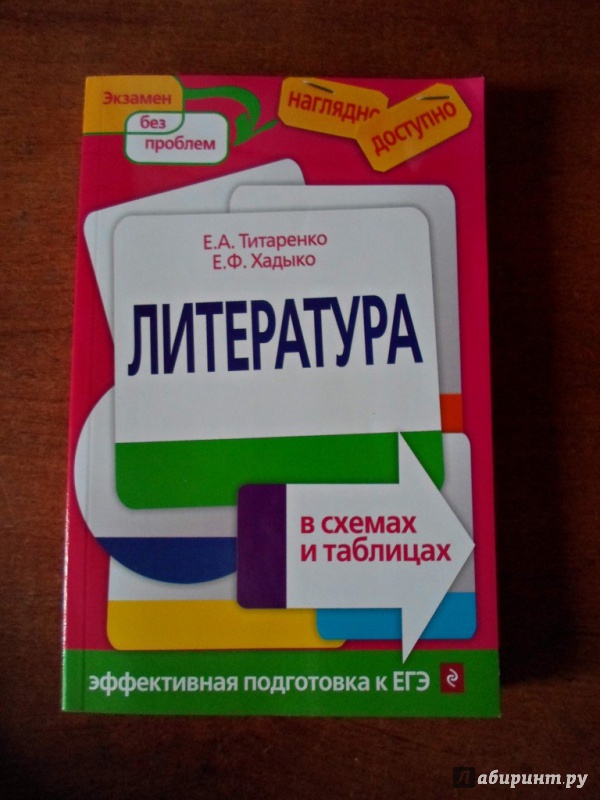 Экзамен
без
проблем
наглядно
доступно
Е.А. Титаренко
Е.Ф. Хадыко
ЛИТЕРАТУРА
в схемах
и таблицах
эффективная подготовка к ЕГЭ
Лабиринт.ру